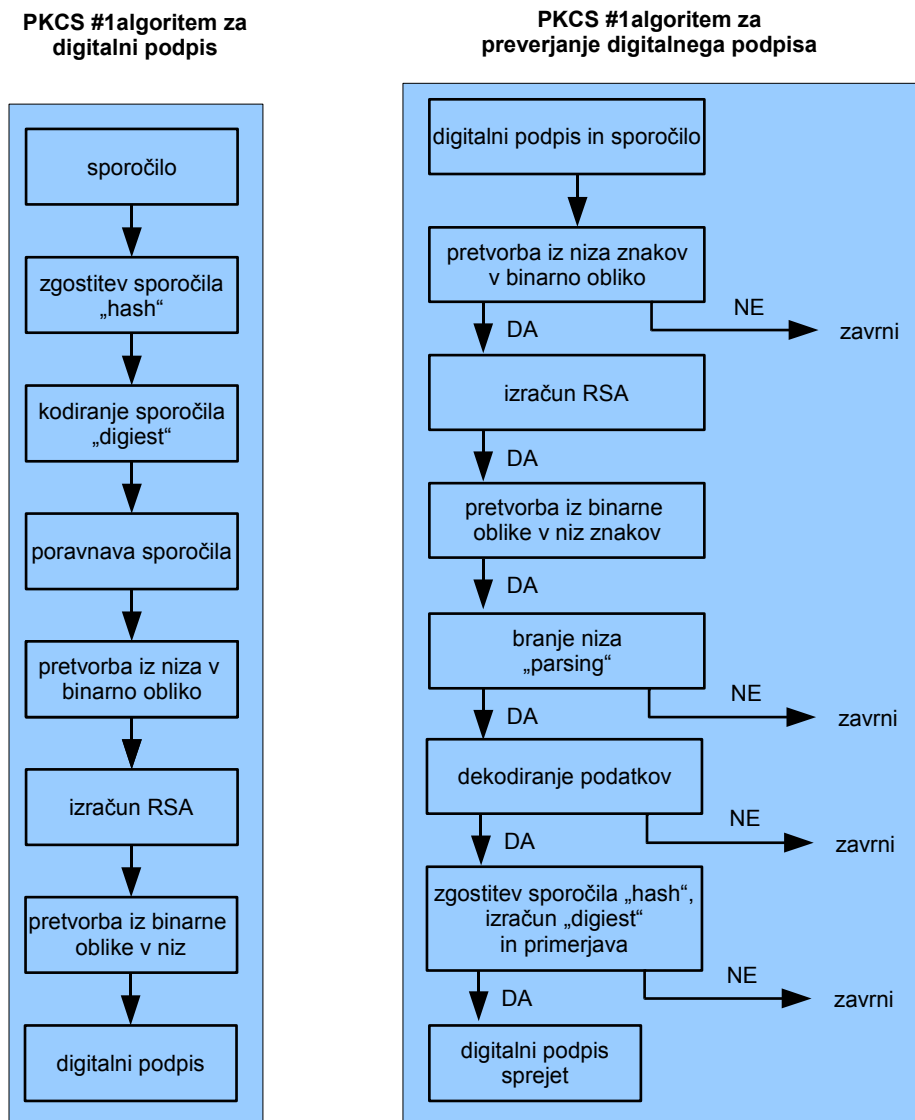 PKCS #1algoritem za
digitalni podpis
sporočilo
zgostitev sporočila
„hash“
kodiranje sporočila
„digiest“
poravnava sporočila
pretvorba iz niza v
binarno obliko
izračun RSA
pretvorba iz binarne
oblike v niz
digitalni podpis
PKCS #1algoritem za
preverjanje digitalnega podpisa
digitalni podpis in sporočilo
pretvorba iz niza znakov
v binarno obliko
NE
zavrni
DA
izračun RSA
DA
pretvorba iz binarne
oblike v niz znakov
DA
branje niza
„parsing“
NE
zavrni
DA
dekodiranje podatkov
NE
zavrni
DA
zgostitev sporočila „hash“,
izračun „digiest“
in primerjava
NE
zavrni
DA
digitalni podpis
sprejet